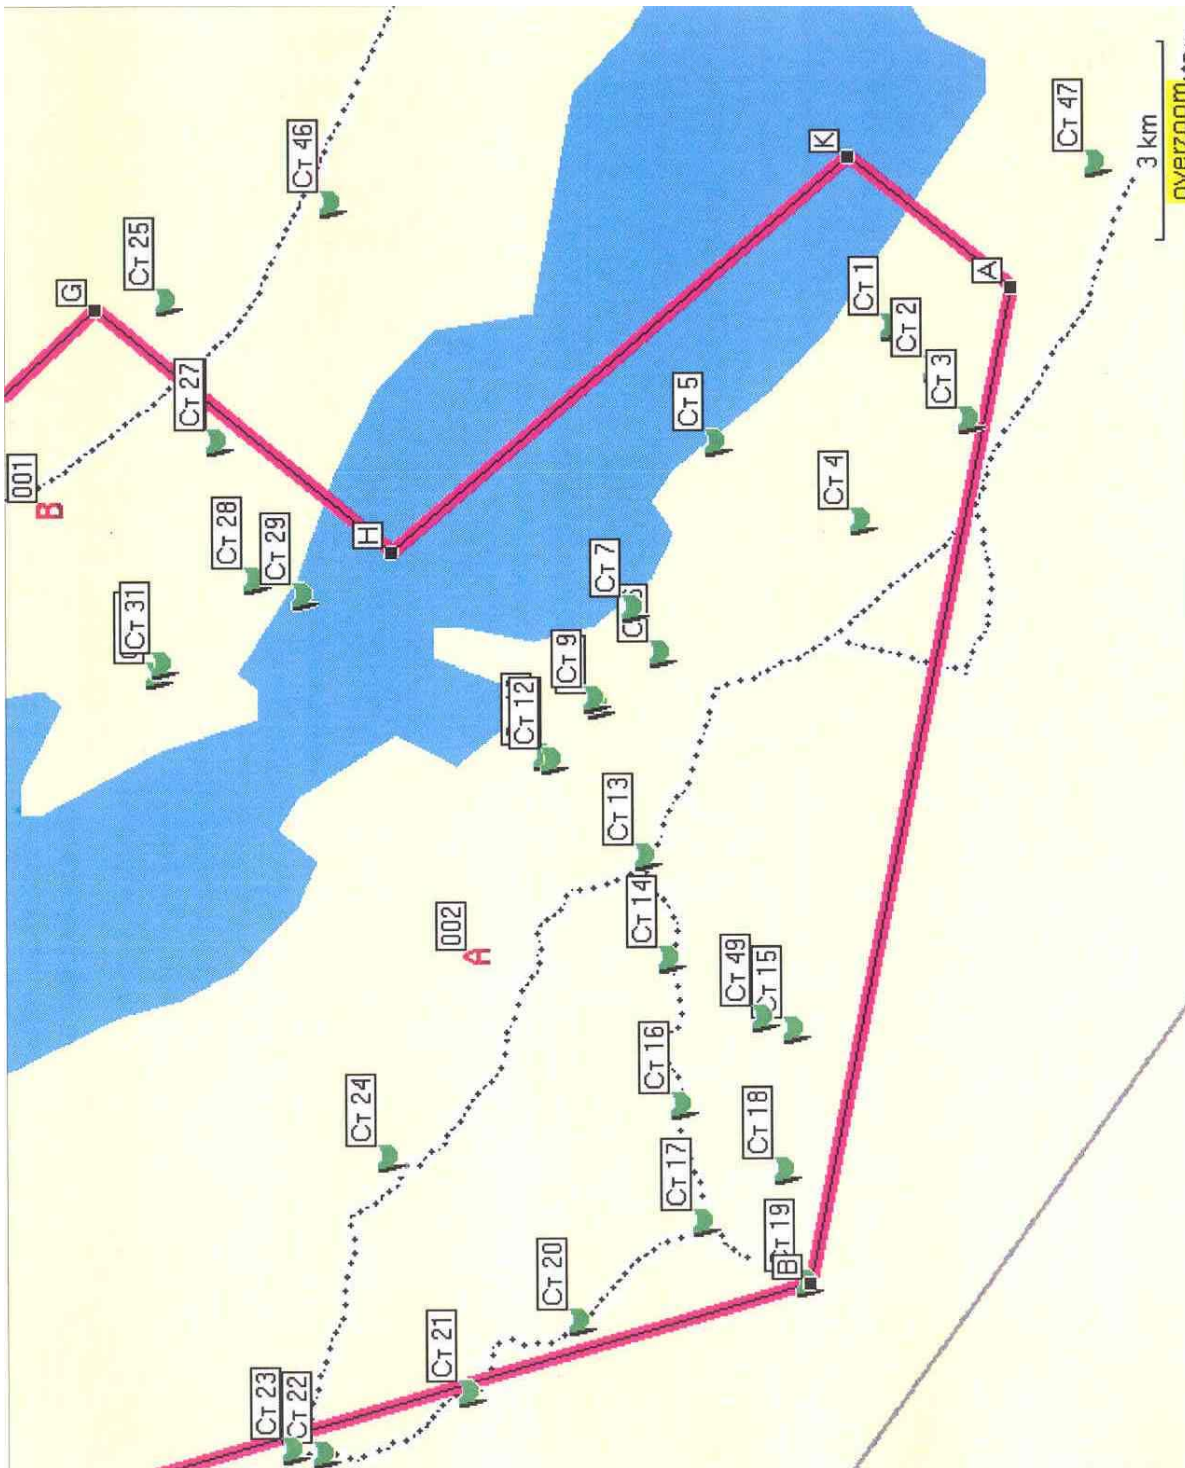 Ст 47
3 km
overzoom
K
A
Ст 1
Ст 2
Ст 3
Ст 46
Ст 5
Ст 4
Ст 25
G
Ст 27
001
B
Ст 28
Ст 29
H
Ст 7
Ст 31
Ст 9
Ст 12
Ст 13
Ст 14
002
A
Ст 49
Ст 15
Ст 16
Ст 18
Ст 24
Ст 17
Ст 19
B
Ст 20
Ст 21
Ст 23
Ст 22